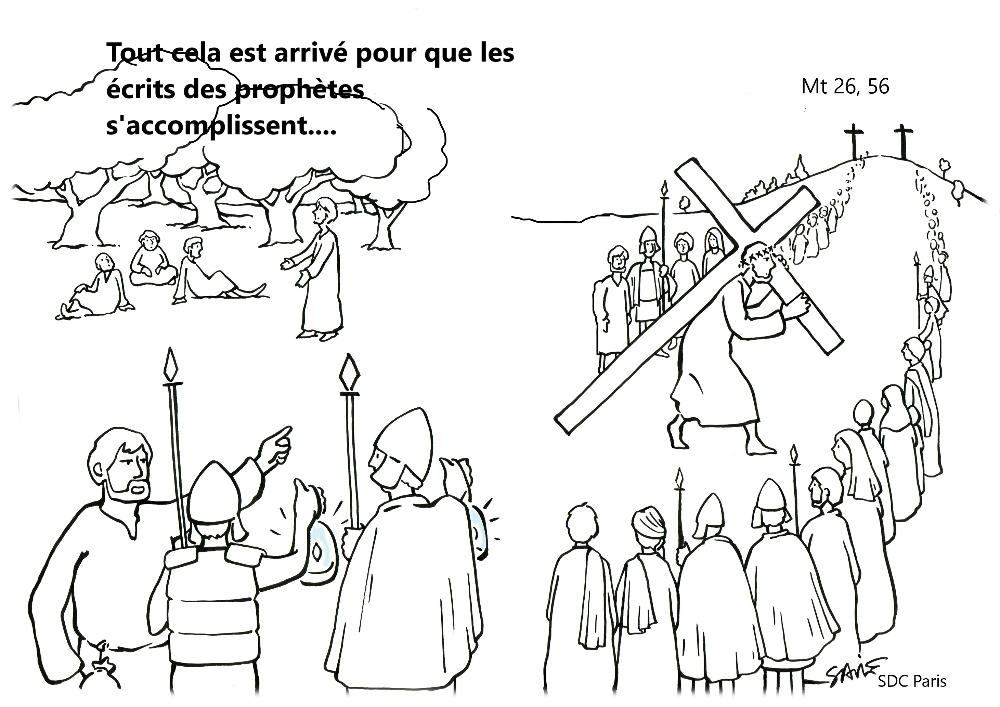 Tout cela est arrivé pour que les
écrits des prophètes
s'accomplissent....
Mt 26, 56
SDC Paris